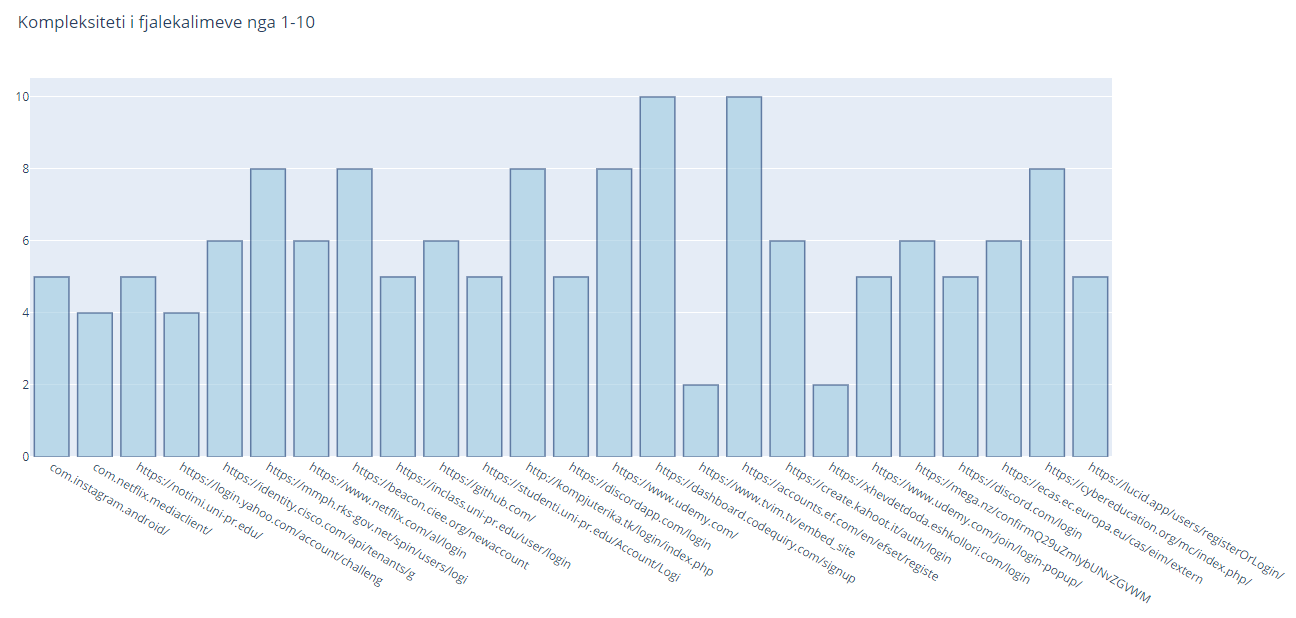 Kompleksiteti i fjalekalimeve nga 1-10
10
8
6
4
2
0
com.instagram.android/
com.netflix.mediaclient/
https://notimi.uni-pr.edu/
https://login.yahoo.com/account/challeng
https://identity.cisco.com/api/tenants/g
https://mmph.rks-gov.net/spin/users/logi
https://www.netflix.com/al/login
https://beacon.ciee.org/newaccount
https://inclass.uni-pr.edu/user/login
https://github.com/
https://studenti.uni-pr.edu/Account/Logi
http://kompjuterika.tk/login/index.php
https://discordapp.com/login
https://www.udemy.com/
https://dashboard.codequiry.com/signup
https://www.tvim.tv/embed_site
https://accounts.ef.com/en/efset/registe
https://create.kahoot.it/auth/login
https://xhevdetdoda.eshkollori.com/login
https://www.udemy.com/join/login-popup/
https://mega.nz/confirmQ29uZmlybUNvZGVWM
https://discord.com/login
https://ecas.ec.europa.eu/cas/eim/extern
https://cybereducation.org/mc/index.php/
https://lucid.app/users/registerOrLogin/